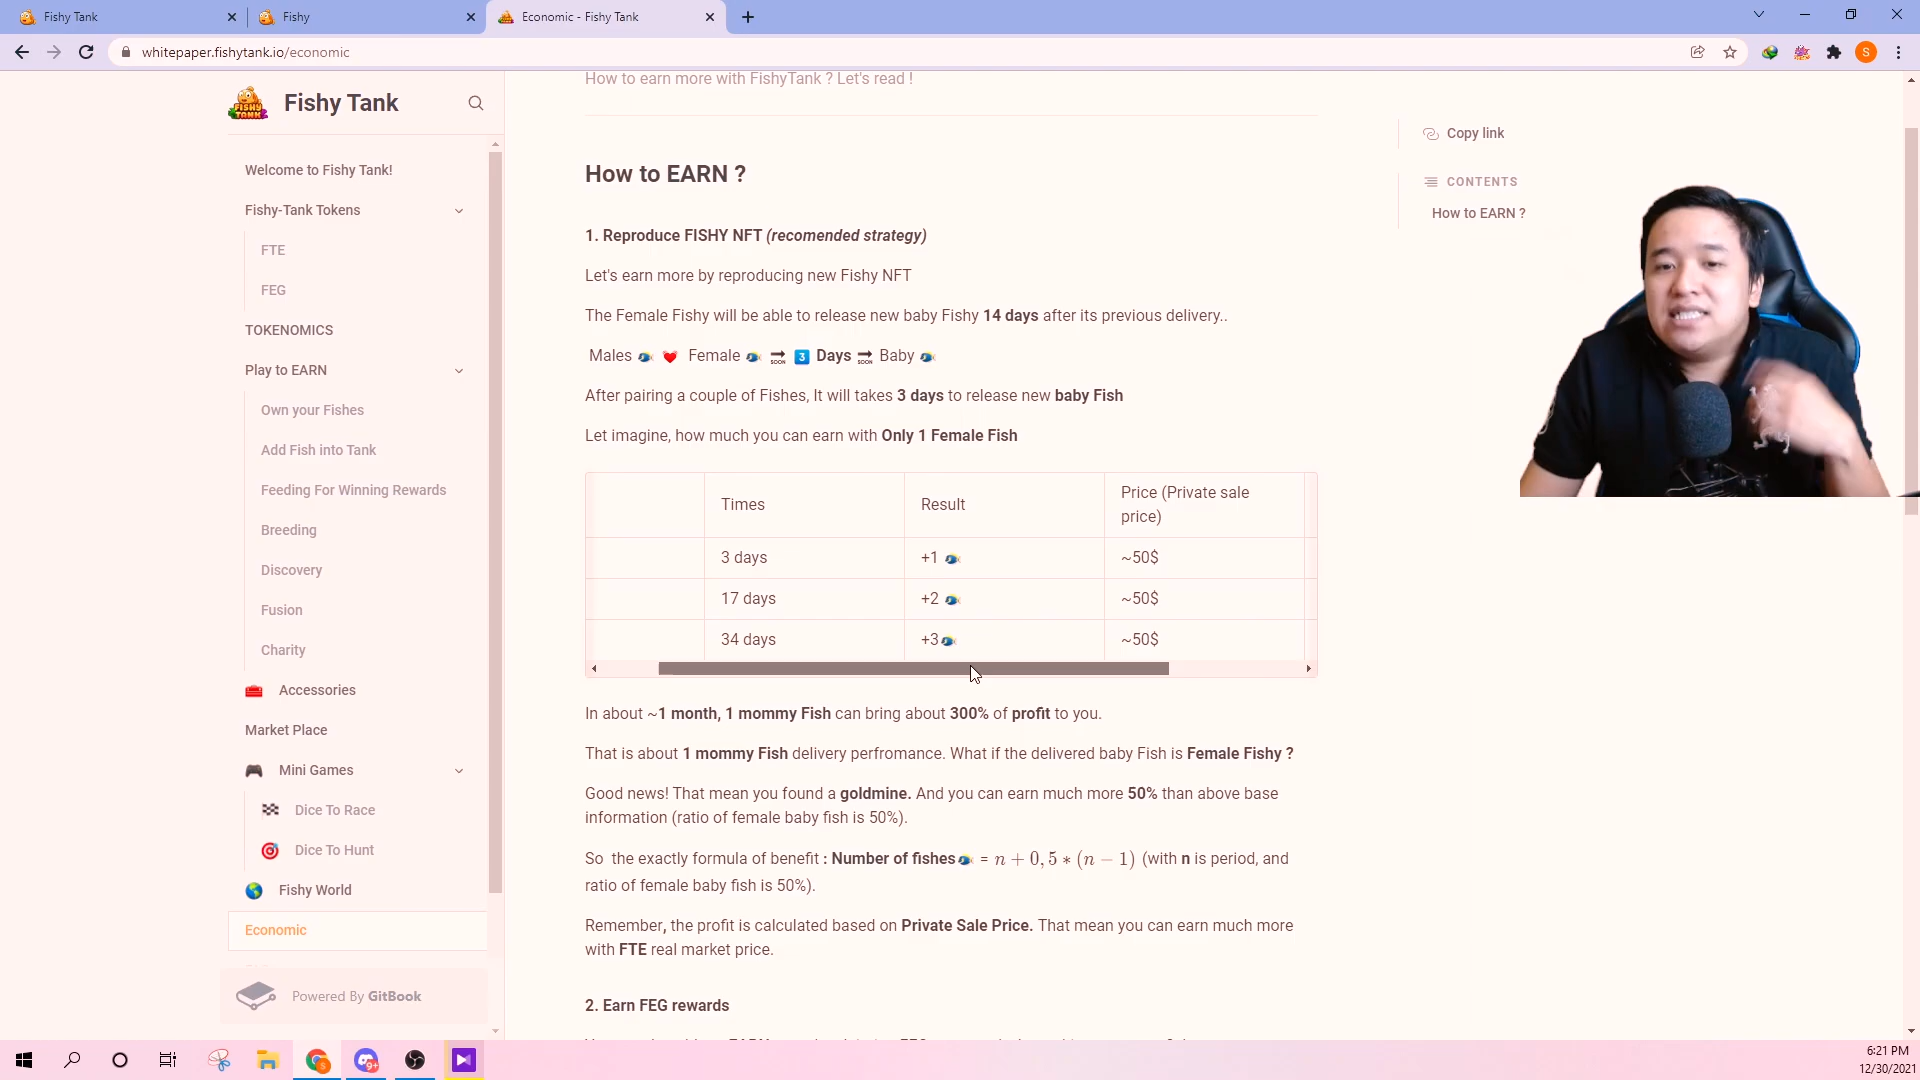 Fishy Tank
Fishy
Economic - Fishy Tank
whitepaper.fishytank.io/economic
S
Fishy Tank
Welcome to Fishy Tank!
Fishy-Tank Tokens
FTE
FEG
TOKENOMICS
Play to EARN
Own your Fishes
Add Fish into Tank
Feeding For Winning Rewards
Breeding
Discovery
Fusion
Charity
Accessories
Market Place
Mini Games
Dice To Race
Dice To Hunt
Fishy World
Economic
Powered By GitBook
How to earn more with FishyTank ? Let's read !
How to EARN ?
1. Reproduce FISHY NFT (recomended strategy)
Let's earn more by reproducing new Fishy NFT
The Female Fishy will be able to release new baby Fishy 14 days after its previous delivery..
Males Female SOON 3 Days SOON Baby
After pairing a couple of Fishes, It will takes 3 days to release new baby Fish
Let imagine, how much you can earn with Only 1 Female Fish
Times Result Price (Private sale price)
3 days +1 ~50$
17 days +2 ~50$
34 days +3 ~50$
In about ~1 month, 1 mommy Fish can bring about 300% of profit to you.
That is about 1 mommy Fish delivery perfromance. What if the delivered baby Fish is Female Fishy ?
Good news! That mean you found a goldmine. And you can earn much more 50% than above base
information (ratio of female baby fish is 50%).
So the exactly formula of benefit : Number of fishes = n + 0, 5 ∗ (n − 1) (with n is period, and
ratio of female baby fish is 50%).
Remember, the profit is calculated based on Private Sale Price. That mean you can earn much more
with FTE real market price.
2. Earn FEG rewards
Copy link
CONTENTS
How to EARN ?
9+
6:21 PM
12/30/2021